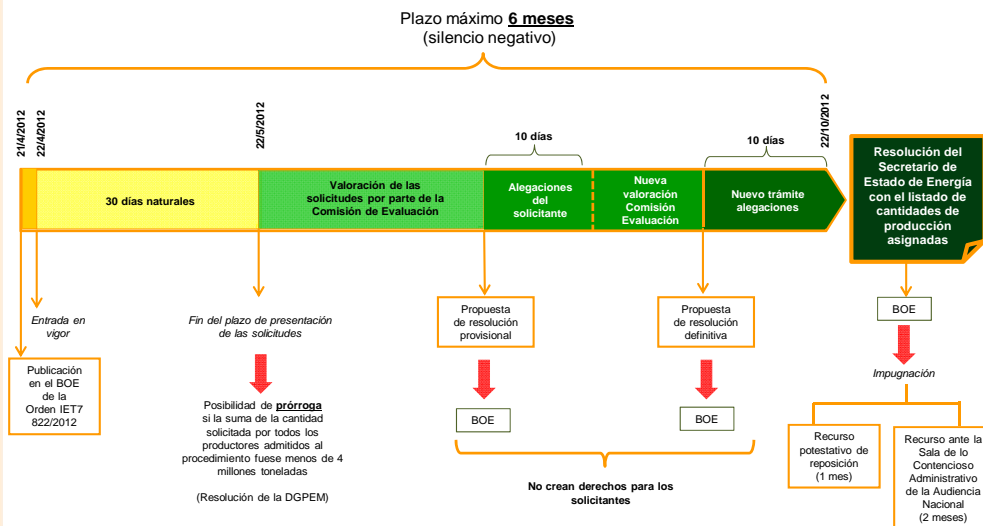 Plazo máximo 6 meses
(silencio negativo)
21/4/2012
22/4/2012
22/5/2012
22/10/2012
10 días
10 días
30 días naturales
Valoración de las
solicitudes por parte de la
Comisión de Evaluación
Alegaciones
del
solicitante
Nueva
valoración
Comisión
Evaluación
Nuevo trámite
alegaciones
Resolución del
Secretario de
Estado de Energía
con el listado de
cantidades de
producción
asignadas
Entrada en
vigor
Publicación
en el BOE
de la
Orden IET7
822/2012
Fin del plazo de presentación
de las solicitudes
Posibilidad de prórroga
si la suma de la cantidad
solicitada por todos los
productores admitidos al
procedimiento fuese menos de 4
millones toneladas
(Resolución de la DGPEM)
Propuesta
de resolución
provisional
BOE
Propuesta
de resolución
definitiva
BOE
No crean derechos para los
solicitantes
BOE
Impugnación
Recurso
potestativo de
reposición
(1 mes)
Recurso ante la
Sala de lo
Contencioso
Administrativo
de la Audiencia
Nacional
(2 meses)